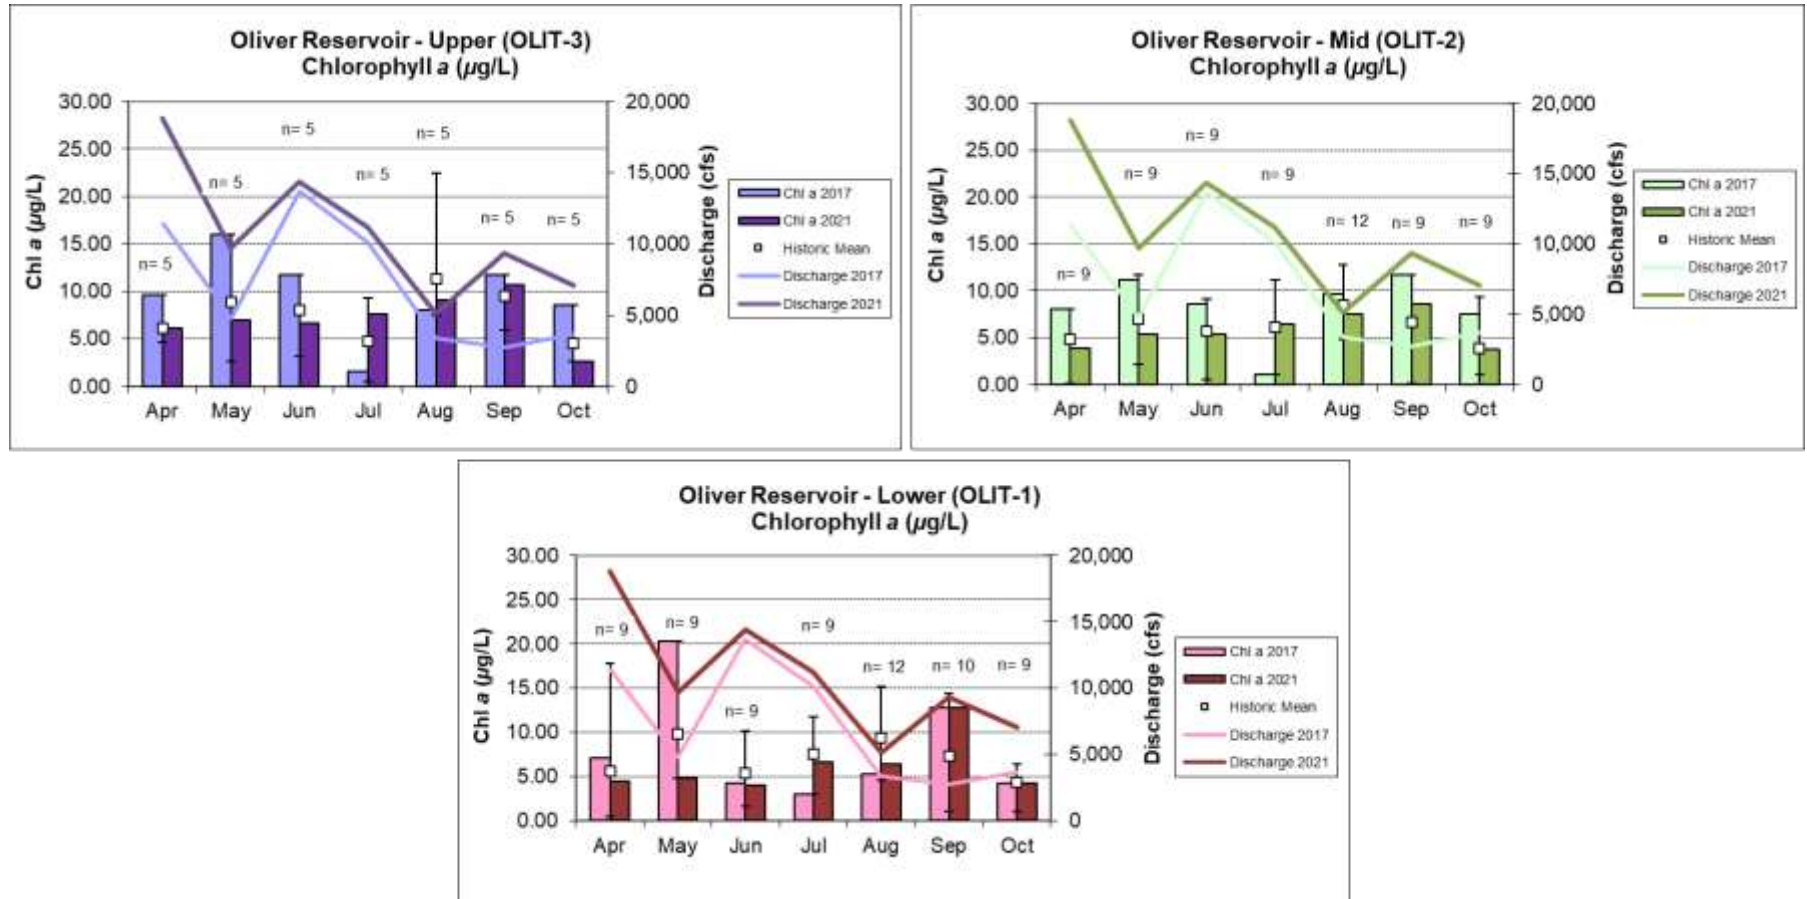 Oliver Reservoir - Upper (OLIT-3)
Chlorophyll a (µg/L)
30.00
25.00
20.00
15.00
10.00
5.00
0.00
Chl a (µg/L)
20,000
15,000
10,000
5,000
0
Discharge (cfs)
n= 5
n= 5
n= 5
n= 5
n= 5
n= 5
n= 5
Apr May Jun Jul Aug Sep Oct
Chl a 2017
Chl a 2021
Historic Mean
Discharge 2017
Discharge 2021
Oliver Reservoir - Mid (OLIT-2)
Chlorophyll a (µg/L)
30.00
25.00
20.00
15.00
10.00
5.00
0.00
Chl a (µg/L)
20,000
15,000
10,000
5,000
0
Discharge (cfs)
n= 9
n= 9
n= 9
n= 9
n= 12
n= 9
n= 9
Apr May Jun Jul Aug Sep Oct
Chl a 2017
Chl a 2021
Historic Mean
Discharge 2017
Discharge 2021
Oliver Reservoir - Lower (OLIT-1)
Chlorophyll a (µg/L)
30.00
25.00
20.00
15.00
10.00
5.00
0.00
Chl a (µg/L)
20,000
15,000
10,000
5,000
0
Discharge (cfs)
n= 9
n= 9
n= 9
n= 9
n= 12
n= 10
n= 9
Apr May Jun Jul Aug Sep Oct
Chl a 2017
Chl a 2021
Historic Mean
Discharge 2017
Discharge 2021